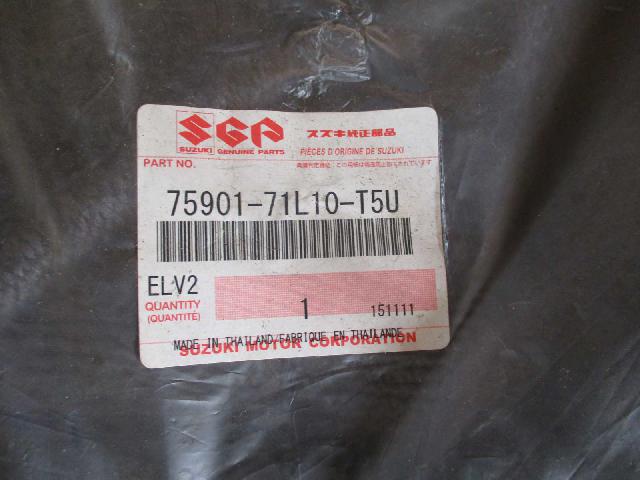 SGP スズキ純正部品
SUZUKI GENUINE PARTS PIÈCES D'ORIGINE DE SUZUKI
PART NO.
75901-71L10-T5U
ELV2
QUANTITY
(QUANTITÉ) 1 151111
MADE IN THAILAND/FABRIQUE EN THAILANDE
SUZUKI MOTOR CORPORATION